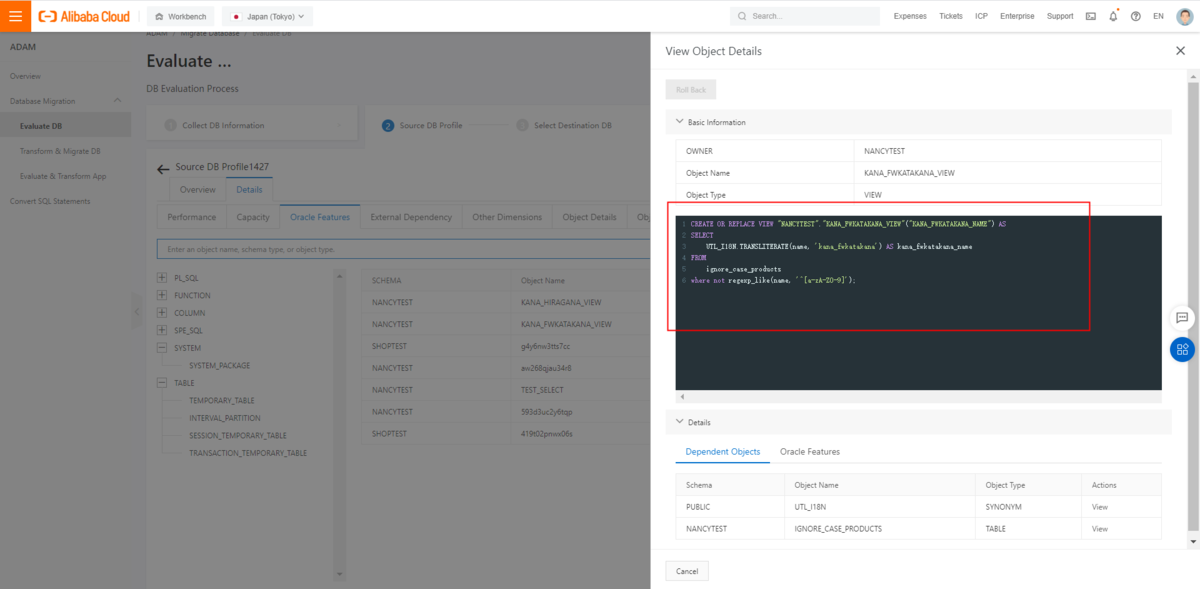 Alibaba Cloud
Workbench
Japan (Tokyo)
Search...
Expenses
Tickets
ICP
Enterprise
Support
EN
ADAM
Overview
Database Migration
Evaluate DB
Transform & Migrate DB
Evaluate & Transform App
Convert SQL Statements
ADAM / Migrate Database / Evaluate DB
Evaluate ...
DB Evaluation Process
1 Collect DB Information
2 Source DB Profile
3 Select Destination DB
Source DB Profile1427
Overview Details
Performance Capacity Oracle Features External Dependency Other Dimensions Object Details
Enter an object name, schema type, or object type.
PL_SQL
FUNCTION
COLUMN
SPE_SQL
SYSTEM
SYSTEM_PACKAGE
TABLE
TEMPORARY_TABLE
INTERVAL_PARTITION
SESSION_TEMPORARY_TABLE
TRANSACTION_TEMPORARY_TABLE
SCHEMA Object Name
NANCYTEST KANA_HIRAGANA_VIEW
NANCYTEST KANA_FWKATAKANA_VIEW
SHOPTEST g4y6nw3tts7cc
NANCYTEST aw268qjau34r8
NANCYTEST TEST_SELECT
NANCYTEST 593d3uc2y6tqp
SHOPTEST 419t02pnwx06s
View Object Details
Roll Back
Basic Information
OWNER NANCYTEST
Object Name KANA_FWKATAKANA_VIEW
Object Type VIEW
1 CREATE OR REPLACE VIEW "NANCYTEST"."KANA_FWKATAKANA_VIEW"("KANA_FWKATAKANA_NAME") AS
2 SELECT
3 UTL_I18N.TRANSLITERATE(name, 'kana_fwkatakana') AS kana_fwkatakana_name
4 FROM
5 ignore_case_products
6 where not regexp_like(name, '^[a-zA-Z0-9]');
Details
Dependent Objects Oracle Features
Schema Object Name Object Type Actions
PUBLIC UTL_I18N SYNONYM View
NANCYTEST IGNORE_CASE_PRODUCTS TABLE View
Cancel